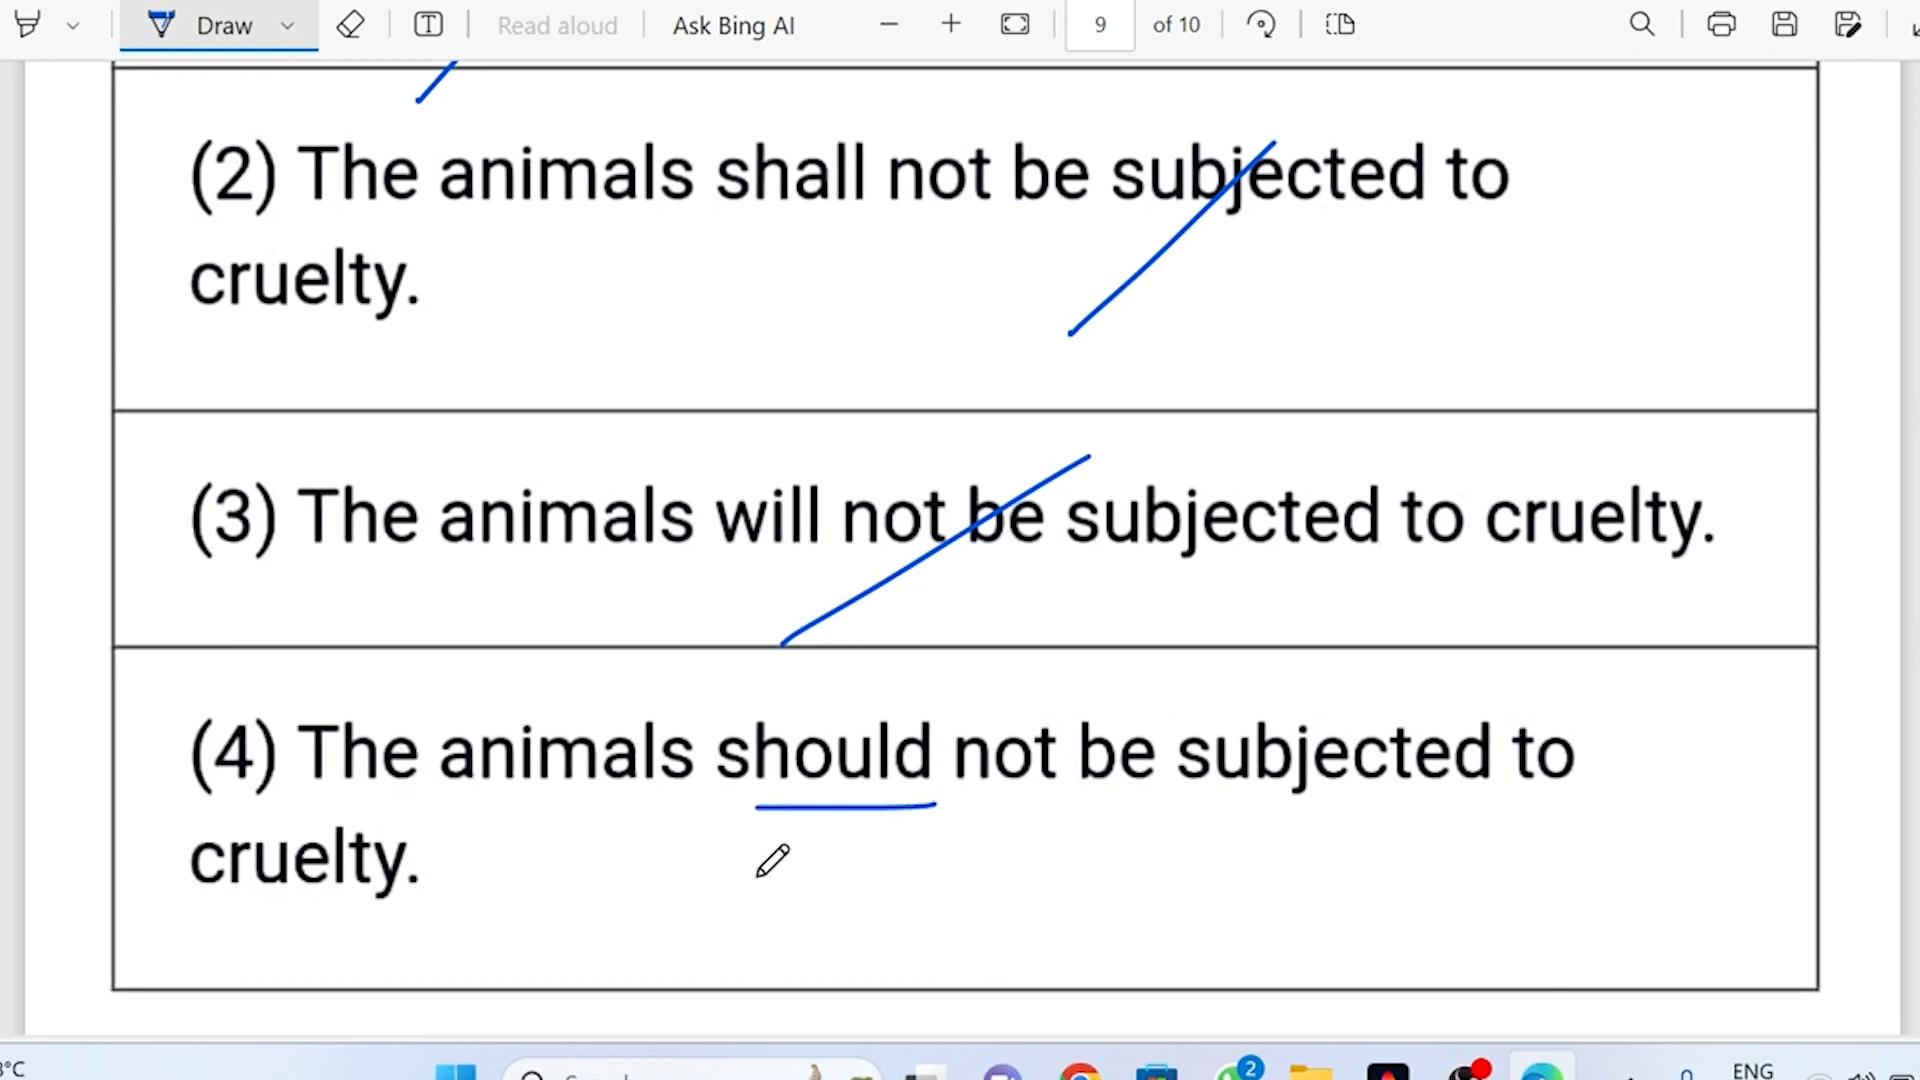 Draw
Read aloud
Ask Bing AI
9 of 10
(2) The animals shall not be subjected to
cruelty.
(3) The animals will not be subjected to cruelty.
(4) The animals should not be subjected to
cruelty.
2
ENG